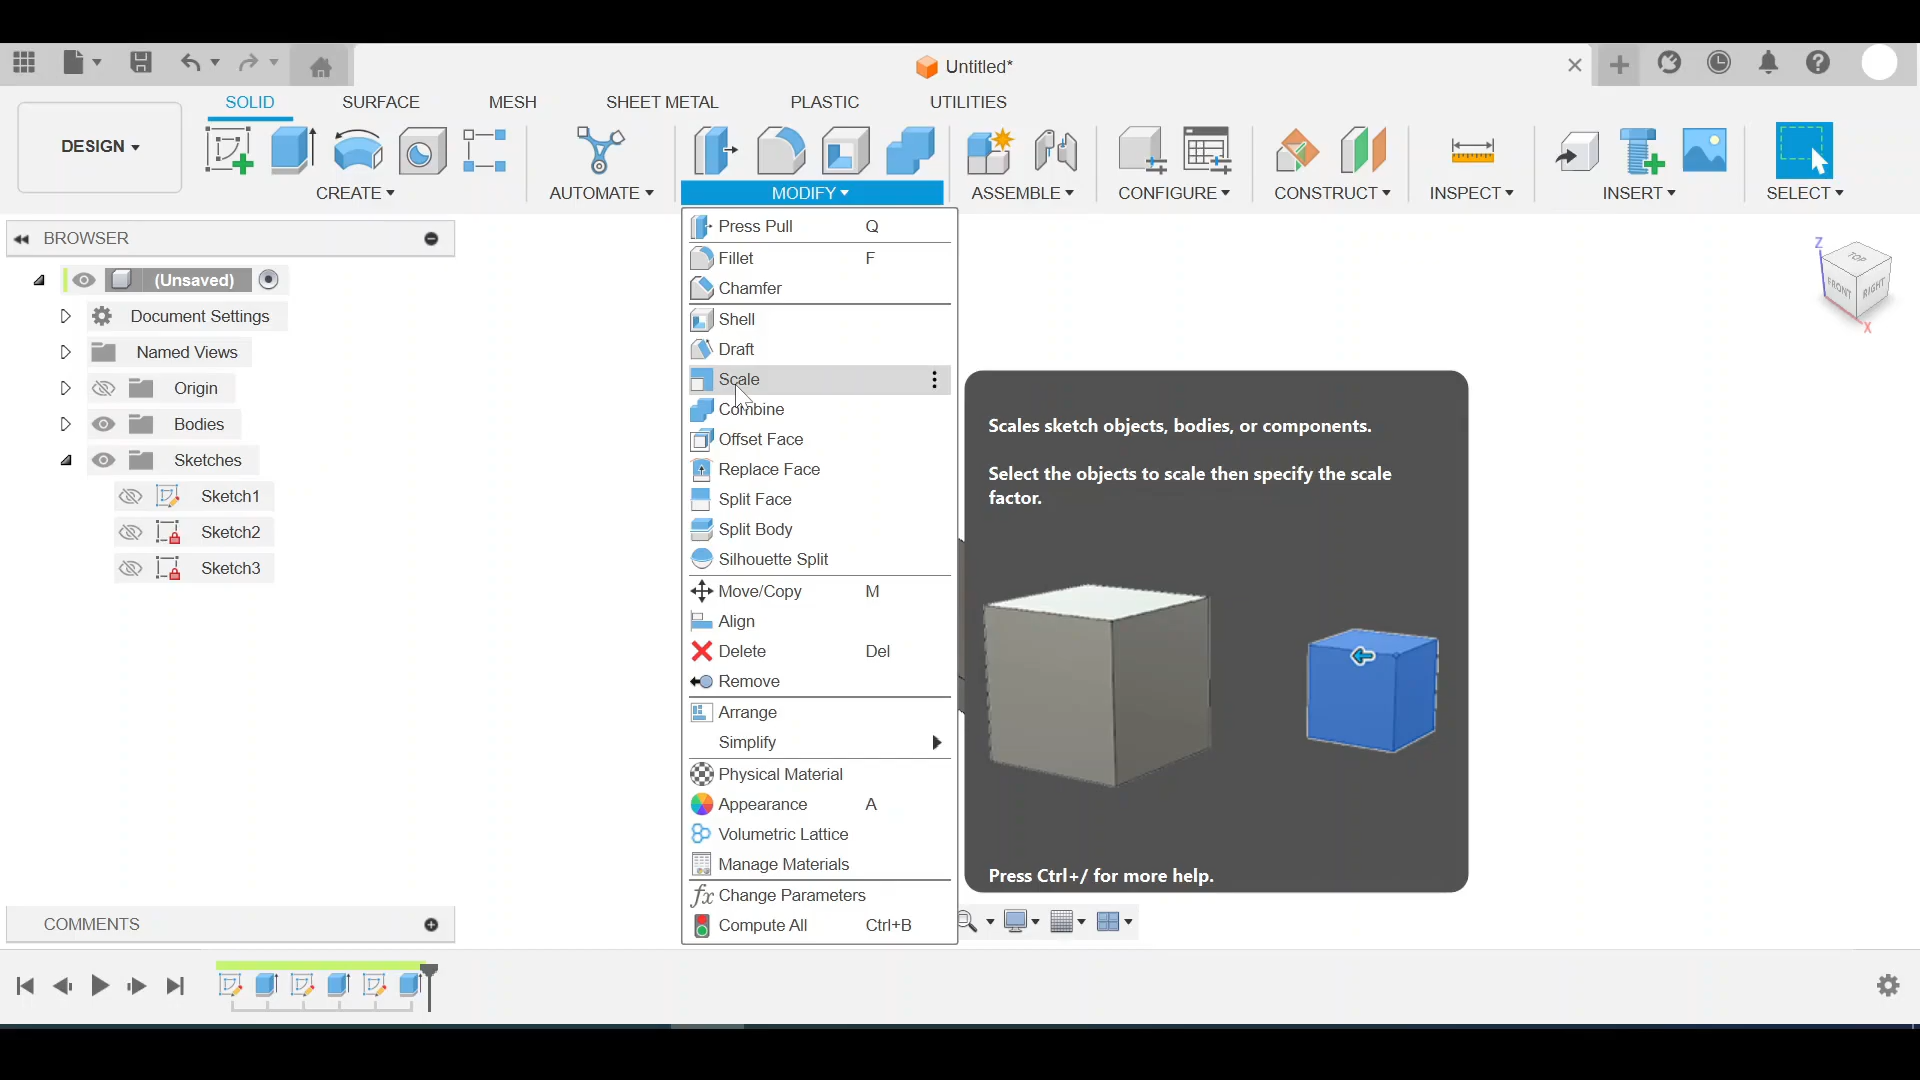 Untitled*
SOLID SURFACE MESH SHEET METAL PLASTIC UTILITIES
DESIGN
CREATE AUTOMATE MODIFY ASSEMBLE CONFIGURE CONSTRUCT INSPECT INSERT SELECT
BROWSER
(Unsaved)
Document Settings
Named Views
Origin
Bodies
Sketches
Sketch1
Sketch2
Sketch3
Press Pull Q
Fillet F
Chamfer
Shell
Draft
Scale
Combine
Offset Face
Replace Face
Split Face
Split Body
Silhouette Split
Move/Copy M
Align
Delete Del
Remove
Arrange
Simplify
Physical Material
Appearance A
Volumetric Lattice
Manage Materials
Change Parameters
Compute All Ctrl+B
Scales sketch objects, bodies, or components.
Select the objects to scale then specify the scale
factor.
Press Ctrl+/ for more help.
Z
TOP
FRONT RIGHT
X
COMMENTS